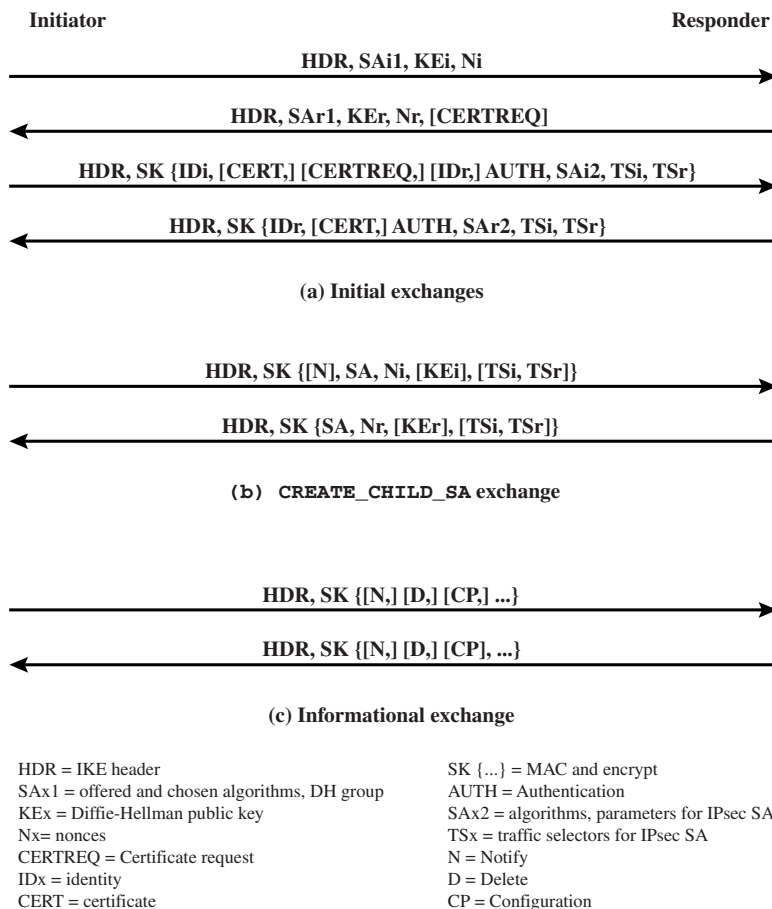 Initiator
Responder
HDR, SAi1, KEi, Ni
HDR, SAr1, KEr, Nr, [CERTREQ]
HDR, SK {IDi, [CERT,] [CERTREQ,] [IDr,] AUTH, SAi2, TSi, TSr}
HDR, SK {IDr, [CERT,] AUTH, SAr2, TSi, TSr}
(a) Initial exchanges
HDR, SK {[N], SA, Ni, [KEi], [TSi, TSr]}
HDR, SK {SA, Nr, [KEr], [TSi, TSr]}
(b) CREATE_CHILD_SA exchange
HDR, SK {[N,] [D,] [CP,] ...}
HDR, SK {[N,] [D,] [CP], ...}
(c) Informational exchange
HDR = IKE header
SAx1 = offered and chosen algorithms, DH group
KEx = Diffie-Hellman public key
Nx= nonces
CERTREQ = Certificate request
IDx = identity
CERT = certificate
SK {...} = MAC and encrypt
AUTH = Authentication
SAx2 = algorithms, parameters for IPsec SA
TSx = traffic selectors for IPsec SA
N = Notify
D = Delete
CP = Configuration